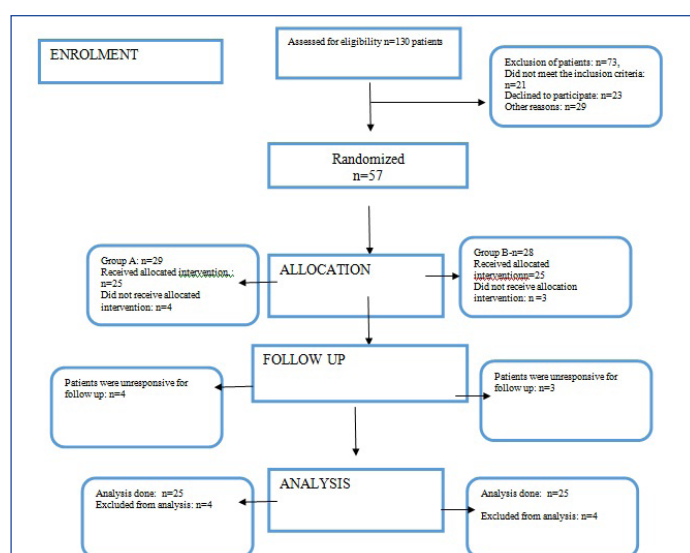 ENROLMENT
Assessed for eligibility n=130 patients
Exclusion of patients: n=73,
Did not meet the inclusion criteria:
n=21
Declined to participate: n=23
Other reasons: n=29
Randomized
n=57
Group A: n=29
Received allocated intervention, :
n=25
Did not receive allocated
intervention: n=4
ALLOCATION
Group B-n=28
Received allocated
interventionn=25
Did not receive allocation
intervention: n =3
FOLLOW UP
Patients were unresponsive for
follow up: n=4
Patients were unresponsive for
follow up: n=3
Analysis done: n=25
Excluded from analysis: n=4
ANALYSIS
Analysis done: n=25
Excluded from analysis: n=4